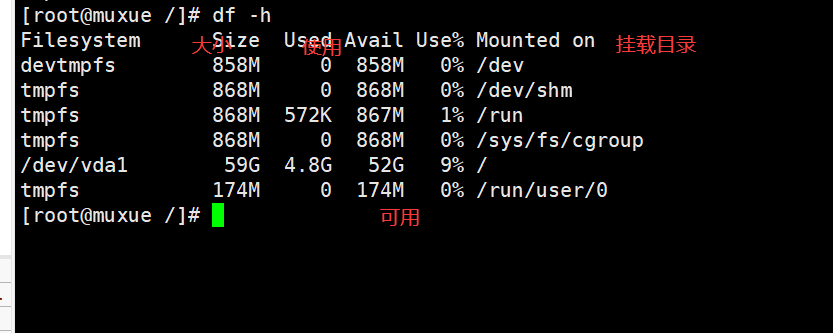 [root@muxue /]# df -h
Filesystem      Size  Used Avail Use% Mounted on
大小 使用 挂载目录
devtmpfs        858M     0  858M   0% /dev
tmpfs           868M     0  868M   0% /dev/shm
tmpfs           868M  572K  867M   1% /run
tmpfs           868M     0  868M   0% /sys/fs/cgroup
/dev/vda1        59G  4.8G   52G   9% /
tmpfs           174M     0  174M   0% /run/user/0
[root@muxue /]#
可用